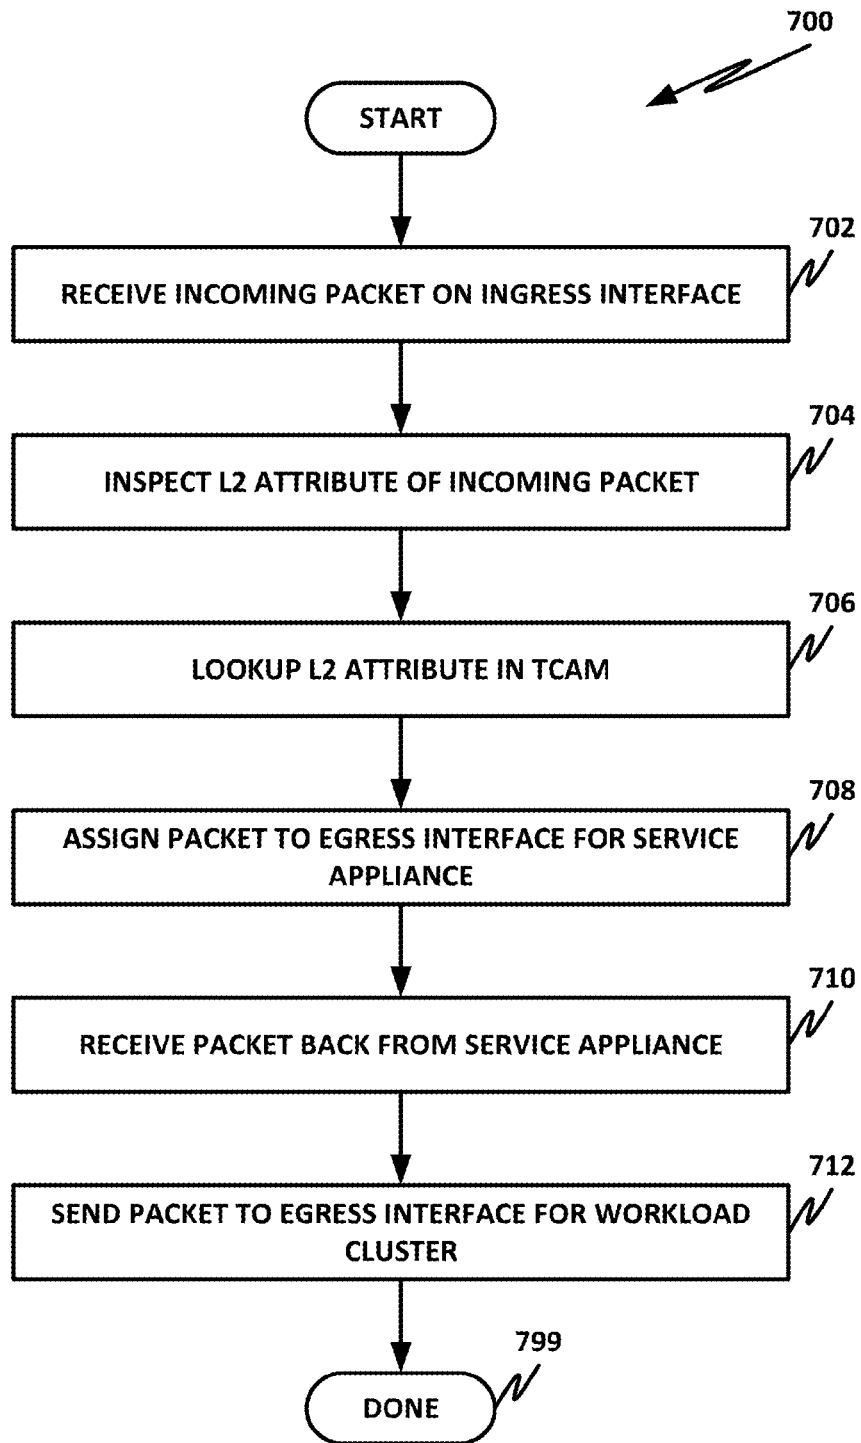 700
START
702
RECEIVE INCOMING PACKET ON INGRESS INTERFACE
704
INSPECT L2 ATTRIBUTE OF INCOMING PACKET
706
LOOKUP L2 ATTRIBUTE IN TCAM
708
ASSIGN PACKET TO EGRESS INTERFACE FOR SERVICE
APPLIANCE
710
RECEIVE PACKET BACK FROM SERVICE APPLIANCE
712
SEND PACKET TO EGRESS INTERFACE FOR WORKLOAD
CLUSTER
799
DONE